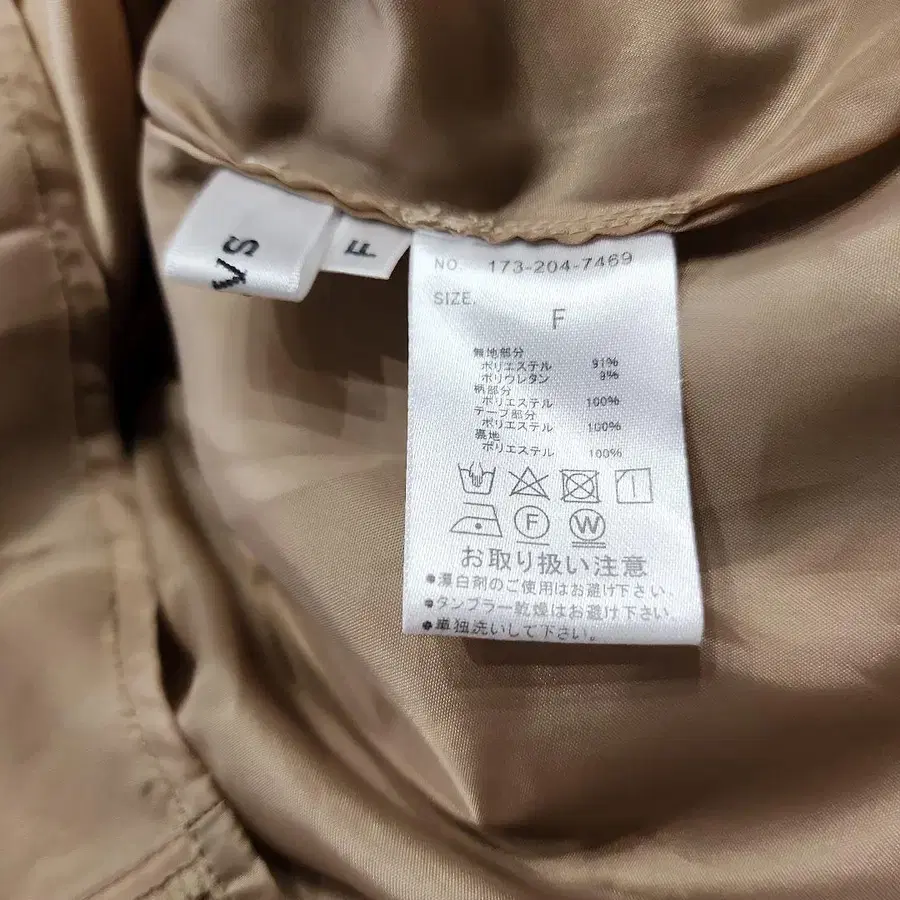 VS
F
NO. 173-204-7469
SIZE.
F
無地部分
ポリエステル 91%
ポリウレタン 9%
柄部分
ポリエステル 100%
テープ部分
ポリエステル 100%
裏地
ポリエステル 100%
F W
お取り扱い注意
●漂白剤のご使用はお避け下さい。
●タンブラー乾燥はお避け下さい
●単独洗いして下さい。